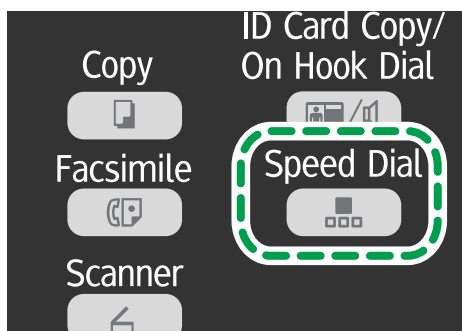 Copy
ID Card Copy/
On Hook Dial
Facsimile
Speed Dial
Scanner